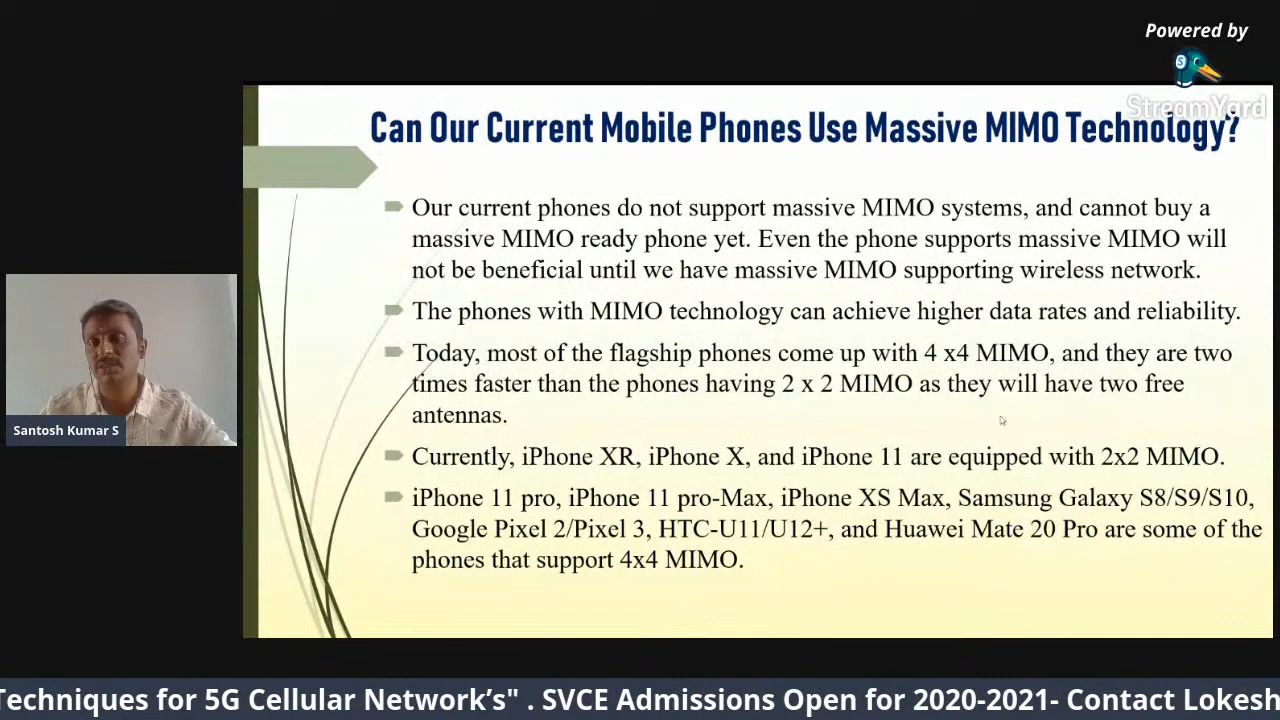 Powered by
S
StreamYard
Can Our Current Mobile Phones Use Massive MIMO Technology?
Our current phones do not support massive MIMO systems, and cannot buy a
massive MIMO ready phone yet. Even the phone supports massive MIMO will
not be beneficial until we have massive MIMO supporting wireless network.
The phones with MIMO technology can achieve higher data rates and reliability.
Today, most of the flagship phones come up with 4 x4 MIMO, and they are two
times faster than the phones having 2 x 2 MIMO as they will have two free
antennas.
Currently, iPhone XR, iPhone X, and iPhone 11 are equipped with 2x2 MIMO.
iPhone 11 pro, iPhone 11 pro-Max, iPhone XS Max, Samsung Galaxy S8/S9/S10,
Google Pixel 2/Pixel 3, HTC-U11/U12+, and Huawei Mate 20 Pro are some of the
phones that support 4x4 MIMO.
Santosh Kumar S
Techniques for 5G Cellular Network’s" . SVCE Admissions Open for 2020-2021- Contact Lokesh